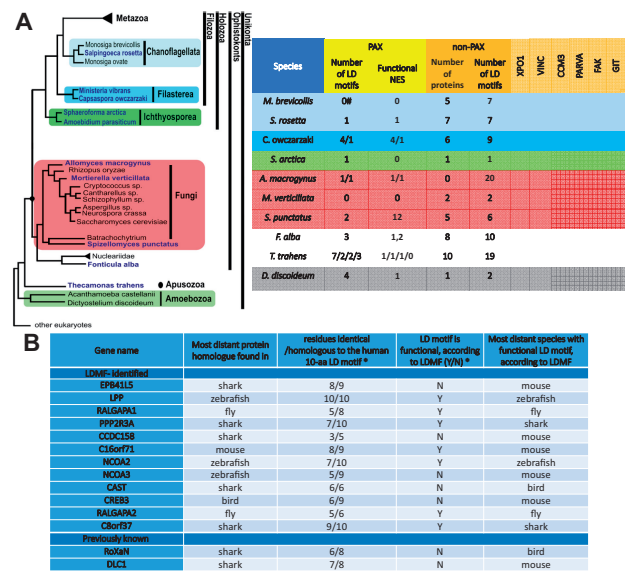 A
Metazoa
Monosiga brevicollis
Salpingoeca rosetta
Monosiga ovate
Choanoflagellata
Ministeria vibrans
Capsaspora owczarzaki
Filasterea
Sphaeroforma arctica
Amoebidium parasiticum
Ichthyosporea
Allomyces macrogynus
Rhizopus oryzae
Mortierella verticillata
Cryptococcus sp.
Cantharellus sp.
Schizophyllum sp.
Aspergillus sp.
Neurospora crassa
Saccharomyces cerevisiae
Fungi
Batrachochytrium
Spizellomyces punctatus
Nucleariidae
Fonticula alba
Thecamonas trahens
Apusozoa
Acanthamoeba castellanii
Dictyostelium discoideum
Amoebozoa
other eukaryotes
Filozoa
Holozoa
Ophistokonts
Unikonta
PAX non-PAX
Species Number of LD motifs Functional NES Number of proteins Number of LD motifs XPO1 VINC CCM3 PARVA FAK GIT
M. brevicollis 0# 0 5 7
S. rosetta 1 1 7 7
C. owczarzaki 4/1 4/1 6 9
S. arctica 1 0 1 1
A. macrogynus 1/1 1/1 0 20
M. verticillata 0 0 2 2
S. punctatus 2 12 5 6
F. alba 3 1,2 8 10
T. trahens 7/2/2/3 1/1/1/0 10 19
D. discoideum 4 1 1 2
B
Gene name Most distant protein homologue found in residues identical /homologous to the human 10-aa LD motif * LD motif is functional, according to LDMF (Y/N) * Most distant species with functional LD motif, according to LDMF
LDMF- identified
EPB41L5 shark 8/9 N mouse
LPP zebrafish 10/10 Y zebrafish
RALGAPA1 fly 5/8 Y fly
PPP2R3A shark 7/10 Y shark
CCDC158 shark 3/5 N mouse
C16orf71 mouse 8/9 Y mouse
NCOA2 zebrafish 7/10 Y zebrafish
NCOA3 zebrafish 5/9 N mouse
CAST shark 6/6 N bird
CREB3 bird 6/9 N mouse
RALGAPA2 fly 5/6 Y fly
C8orf37 shark 9/10 Y shark
Previously known
RoXaN shark 6/8 N bird
DLC1 shark 7/8 N mouse